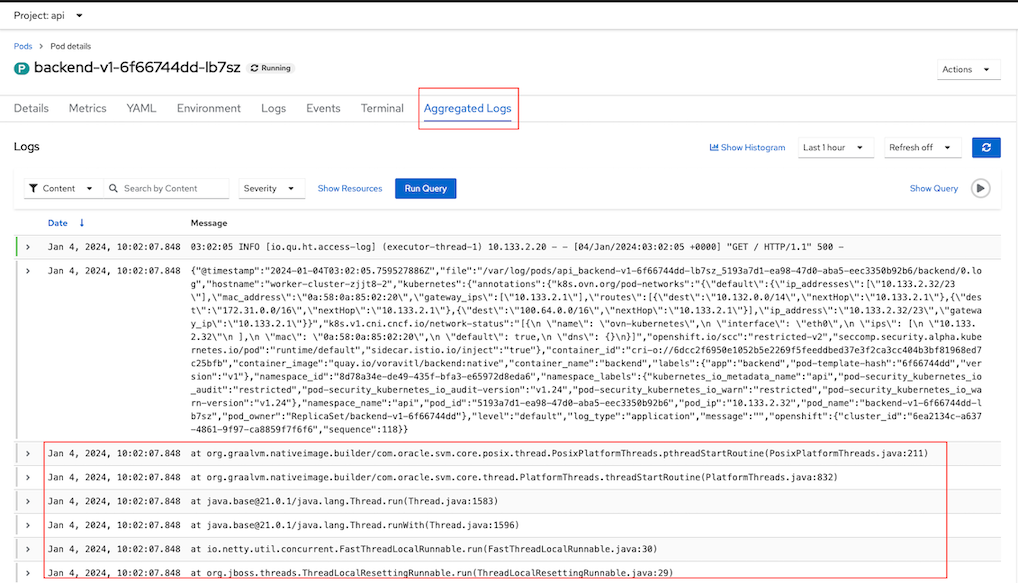 Project: api
Pods > Pod details
P backend-v1-6f66744dd-lb7sz Running
Actions
Details Metrics YAML Environment Logs Events Terminal Aggregated Logs
Logs
Show Histogram Last 1 hour Refresh off
Content Search by Content Severity Show Resources Run Query Show Query
Date ↓ Message
> Jan 4, 2024, 10:02:07.848 03:02:05 INFO [io.qu.ht.access-log] (executor-thread-1) 10.133.2.20 - - [04/Jan/2024:03:02:05 +0000] "GET / HTTP/1.1" 500 -
> Jan 4, 2024, 10:02:07.848 {"@timestamp":"2024-01-04T03:02:05.759527886Z","file":"/var/log/pods/api_backend-v1-6f66744dd-lb7sz_5193a7d1-ea98-47d0-aba5-eec3350b92b6/backend/0.lo
g","hostname":"worker-cluster-zjjt8-2","kubernetes":{"annotations":{"k8s.ovn.org/pod-networks":"{\"default\":{\"ip_addresses\":[\"10.133.2.32/23
\"],\"mac_address\":\"0a:58:0a:85:02:20\",\"gateway_ips\":[\"10.133.2.1\"],\"routes\":[{\"dest\":\"10.132.0.0/14\",\"nextHop\":\"10.133.2.1\"},{\"des
t\":\"172.31.0.0/16\",\"nextHop\":\"10.133.2.1\"},{\"dest\":\"100.64.0.0/16\",\"nextHop\":\"10.133.2.1\"}],\"ip_address\":\"10.133.2.32/23\",\"gatewa
y_ip\":\"10.133.2.1\"}}","k8s.v1.cni.cncf.io/network-status":"[{\n \"name\": \"ovn-kubernetes\",\n \"interface\": \"eth0\",\n \"ips\": [\n \"10.133.
2.32\"\n ],\n \"mac\": \"0a:58:0a:85:02:20\",\n \"default\": true,\n \"dns\": {}\n}]","openshift.io/scc":"restricted-v2","seccomp.security.alpha.kube
rnetes.io/pod":"runtime/default","sidecar.istio.io/inject":"true"},"container_id":"cri-o://6dcc2f6950e1052b5e2269f5feeddbed37e3f2ca3cc404b3bf81968ed7
c25bfb","container_image":"quay.io/voravitl/backend:native","container_name":"backend","labels":{"app":"backend","pod-template-hash":"6f66744dd","ver
sion":"v1"},"namespace_id":"8d78a34e-de49-435f-bfa3-e65972d8eda6","namespace_labels":{"kubernetes_io_metadata_name":"api","pod-security_kubernetes_io
_audit":"restricted","pod-security_kubernetes_io_audit-version":"v1.24","pod-security_kubernetes_io_warn":"restricted","pod-security_kubernetes_io_wa
rn-version":"v1.24"},"namespace_name":"api","pod_id":"5193a7d1-ea98-47d0-aba5-eec3350b92b6","pod_ip":"10.133.2.32","pod_name":"backend-v1-6f66744dd-l
b7sz","pod_owner":"ReplicaSet/backend-v1-6f66744dd"},"level":"default","log_type":"application","message":"","openshift":{"cluster_id":"6ea2134c-a637
-4861-9f97-ca8859f7f6f6","sequence":118}}
> Jan 4, 2024, 10:02:07.848 at org.graalvm.nativeimage.builder/com.oracle.svm.core.posix.thread.PosixPlatformThreads.pthreadStartRoutine(PosixPlatformThreads.java:211)
> Jan 4, 2024, 10:02:07.848 at org.graalvm.nativeimage.builder/com.oracle.svm.core.thread.PlatformThreads.threadStartRoutine(PlatformThreads.java:832)
> Jan 4, 2024, 10:02:07.848 at java.base@21.0.1/java.lang.Thread.run(Thread.java:1583)
> Jan 4, 2024, 10:02:07.848 at java.base@21.0.1/java.lang.Thread.runWith(Thread.java:1596)
> Jan 4, 2024, 10:02:07.848 at io.netty.util.concurrent.FastThreadLocalRunnable.run(FastThreadLocalRunnable.java:30)
> Jan 4, 2024, 10:02:07.848 at org.jboss.threads.ThreadLocalResettingRunnable.run(ThreadLocalResettingRunnable.java:29)